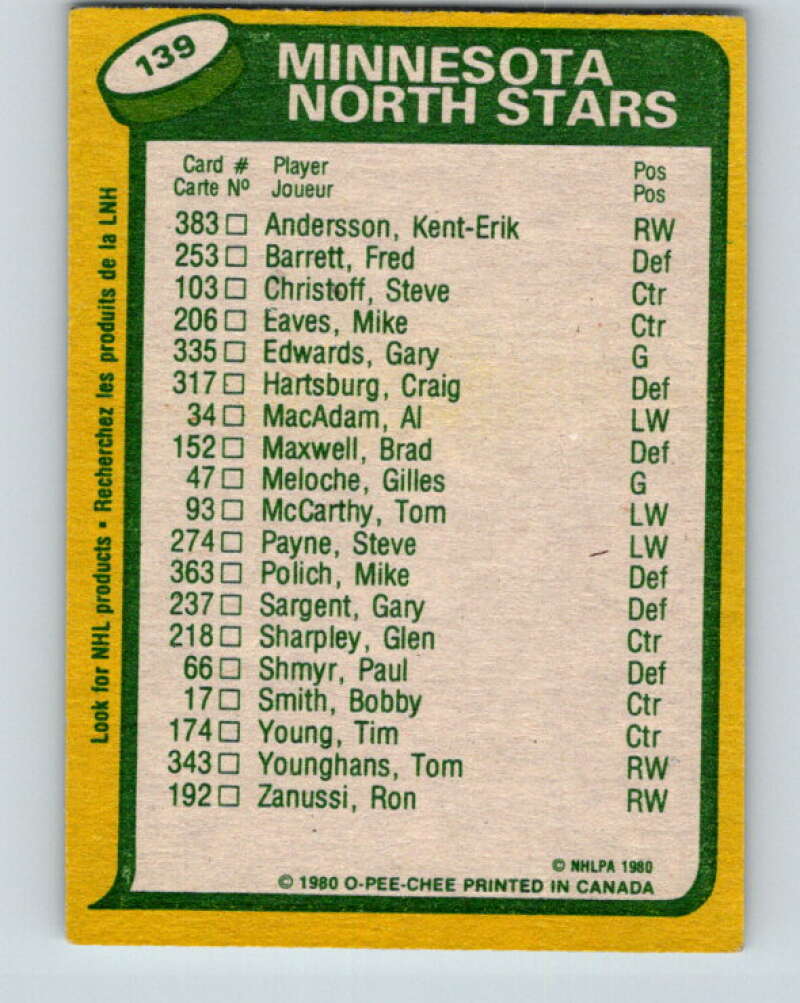 139
MINNESOTA
NORTH STARS
Card # Player Pos
Carte Nº Joueur Pos
383 □ Andersson, Kent-Erik RW
253 □ Barrett, Fred Def
103 □ Christoff, Steve Ctr
206 □ Eaves, Mike Ctr
335 □ Edwards, Gary G
317 □ Hartsburg, Craig Def
34 □ MacAdam, Al LW
152 □ Maxwell, Brad Def
47 □ Meloche, Gilles G
93 □ McCarthy, Tom LW
274 □ Payne, Steve LW
363 □ Polich, Mike Def
237 □ Sargent, Gary Def
218 □ Sharpley, Glen Ctr
66 □ Shmyr, Paul Def
17 □ Smith, Bobby Ctr
174 □ Young, Tim Ctr
343 □ Younghans, Tom RW
192 □ Zanussi, Ron RW
© NHLPA 1980
© 1980 O-PEE-CHEE PRINTED IN CANADA
Look for NHL products • Recherchez les produits de la LNH